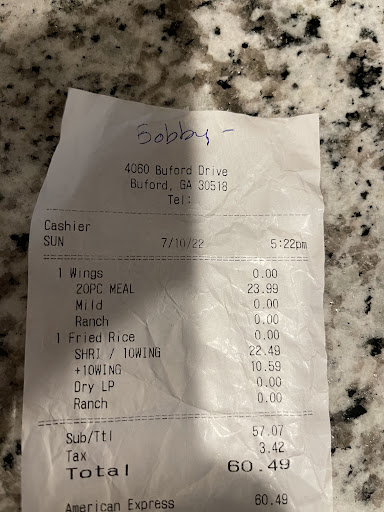 4060 Buford Drive
Buford, GA 30518
Tel:
Cashier
SUN 7/10/22 5:22pm
1 Wings 0.00
20PC MEAL 23.99
Mild 0.00
Ranch 0.00
1 Fried Rice 0.00
SHRI / 10WING 22.49
+10WING 10.59
Dry LP 0.00
Ranch 0.00
Sub/Ttl 57.07
Tax 3.42
Total 60.49
American Express 60.49